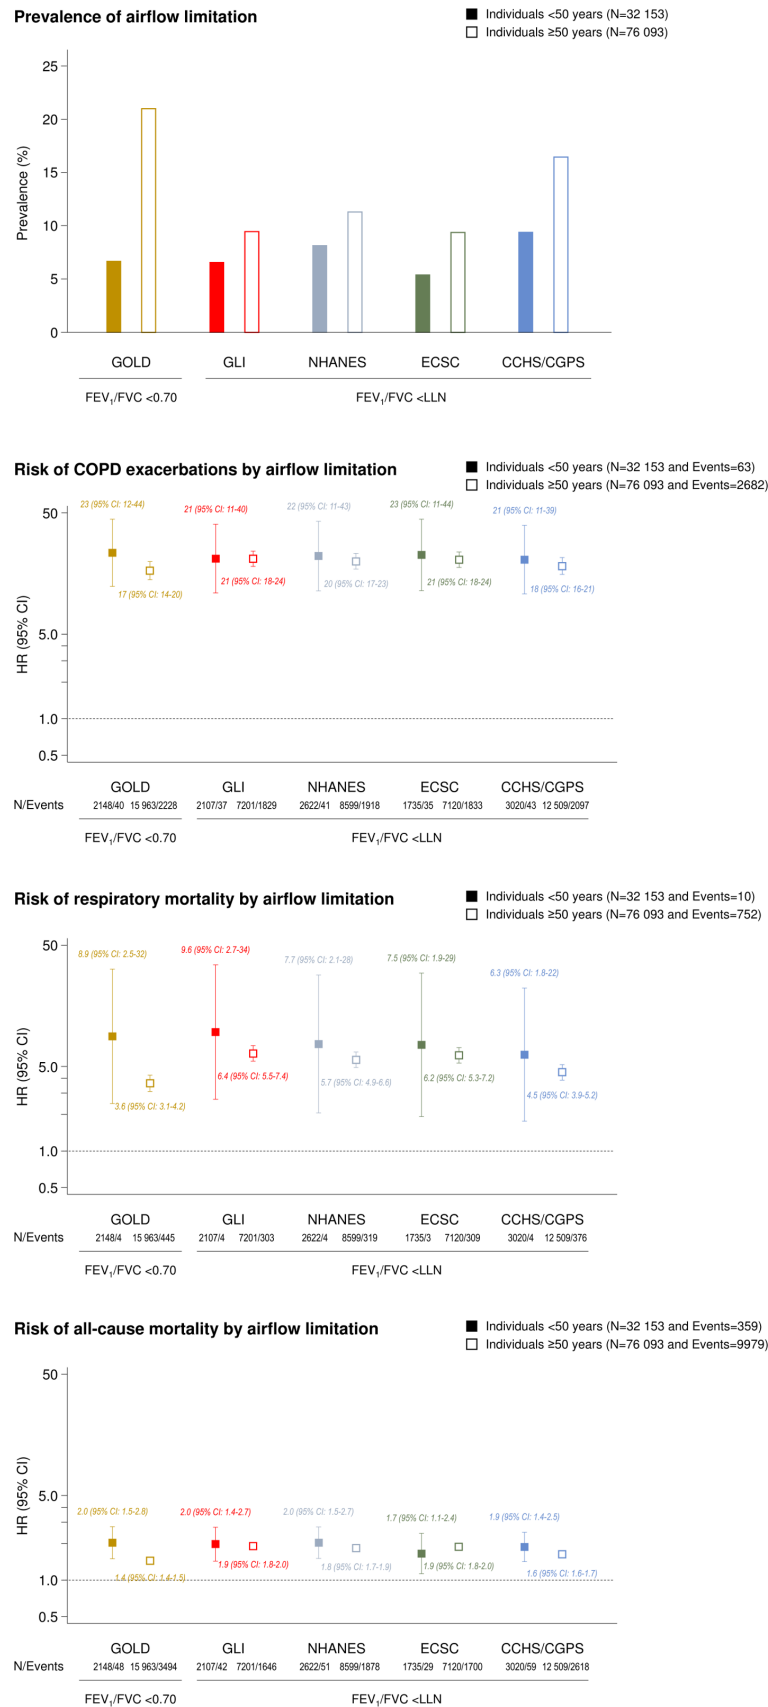 Prevalence of airflow limitation
Individuals <50 years (N=32 153)
Individuals ≥50 years (N=76 093)
Prevalence (%)
25
20
15
10
5
0
GOLD GLI NHANES ECSC CCHS/CGPS
FEV1/FVC <0.70 FEV1/FVC <LLN
Risk of COPD exacerbations by airflow limitation
Individuals <50 years (N=32 153 and Events=63)
Individuals ≥50 years (N=76 093 and Events=2682)
HR (95% CI)
50
5.0
1.0
0.5
23 (95% CI: 12-44) 21 (95% CI: 11-40) 22 (95% CI: 11-43) 23 (95% CI: 11-44) 21 (95% CI: 11-39)
17 (95% CI: 14-20) 21 (95% CI: 18-24) 20 (95% CI: 17-23) 21 (95% CI: 18-24) 18 (95% CI: 16-21)
GOLD GLI NHANES ECSC CCHS/CGPS
N/Events 2148/40 15 963/2228 2107/37 7201/1829 2622/41 8599/1918 1735/35 7120/1833 3020/43 12 509/2097
FEV1/FVC <0.70 FEV1/FVC <LLN
Risk of respiratory mortality by airflow limitation
Individuals <50 years (N=32 153 and Events=10)
Individuals ≥50 years (N=76 093 and Events=752)
HR (95% CI)
50
5.0
1.0
0.5
8.9 (95% CI: 2.5-32) 9.6 (95% CI: 2.7-34) 7.7 (95% CI: 2.1-28) 7.5 (95% CI: 1.9-29) 6.3 (95% CI: 1.8-22)
3.6 (95% CI: 3.1-4.2) 6.4 (95% CI: 5.5-7.4) 5.7 (95% CI: 4.9-6.6) 6.2 (95% CI: 5.3-7.2) 4.5 (95% CI: 3.9-5.2)
GOLD GLI NHANES ECSC CCHS/CGPS
N/Events 2148/4 15 963/445 2107/4 7201/303 2622/4 8599/319 1735/3 7120/309 3020/4 12 509/376
FEV1/FVC <0.70 FEV1/FVC <LLN
Risk of all-cause mortality by airflow limitation
Individuals <50 years (N=32 153 and Events=359)
Individuals ≥50 years (N=76 093 and Events=9979)
HR (95% CI)
50
5.0
1.0
0.5
2.0 (95% CI: 1.5-2.8) 2.0 (95% CI: 1.4-2.7) 2.0 (95% CI: 1.5-2.7) 1.7 (95% CI: 1.1-2.4) 1.9 (95% CI: 1.4-2.5)
1.4 (95% CI: 1.4-1.5) 1.9 (95% CI: 1.8-2.0) 1.8 (95% CI: 1.7-1.9) 1.9 (95% CI: 1.8-2.0) 1.6 (95% CI: 1.6-1.7)
GOLD GLI NHANES ECSC CCHS/CGPS
N/Events 2148/48 15 963/3494 2107/42 7201/1646 2622/51 8599/1878 1735/29 7120/1700 3020/59 12 509/2618
FEV1/FVC <0.70 FEV1/FVC <LLN